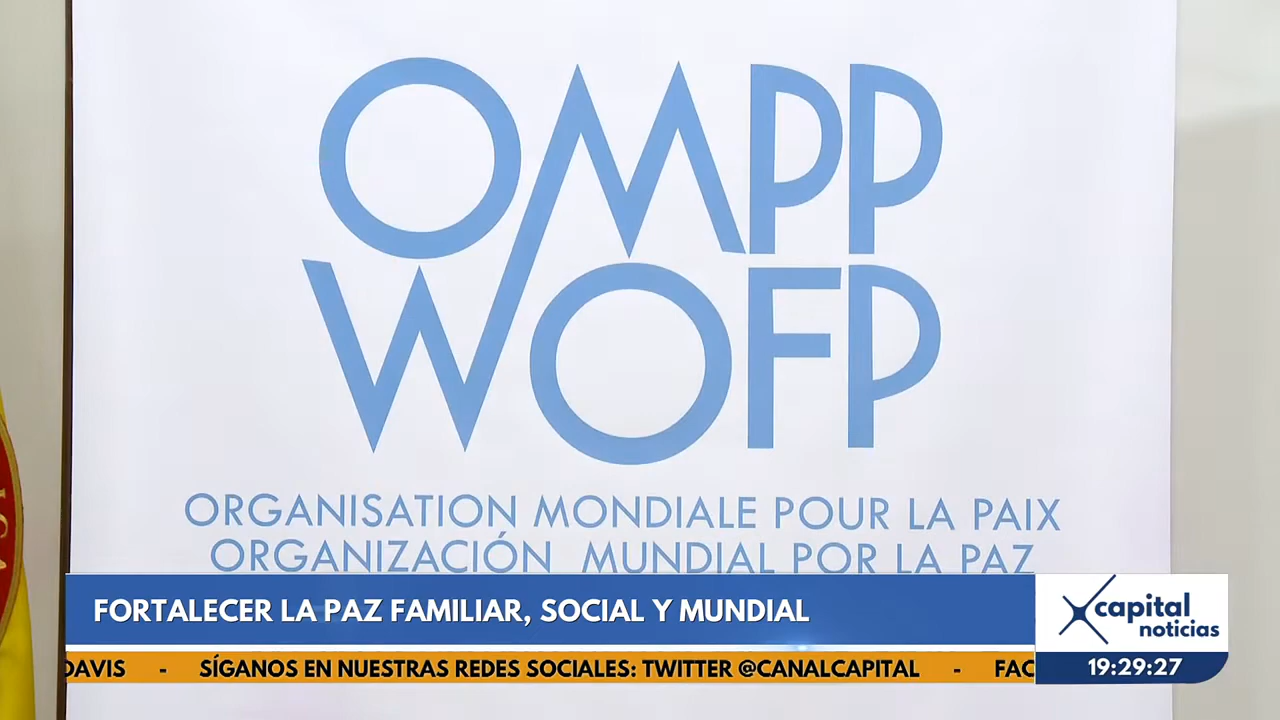 OMPP
WOFP
ORGANISATION MONDIALE POUR LA PAIX
ORGANIZACIÓN MUNDIAL POR LA PAZ
FORTALECER LA PAZ FAMILIAR, SOCIAL Y MUNDIAL
capital
noticias
DAVIS - SÍGANOS EN NUESTRAS REDES SOCIALES: TWITTER @CANALCAPITAL - FAC
19:29:27